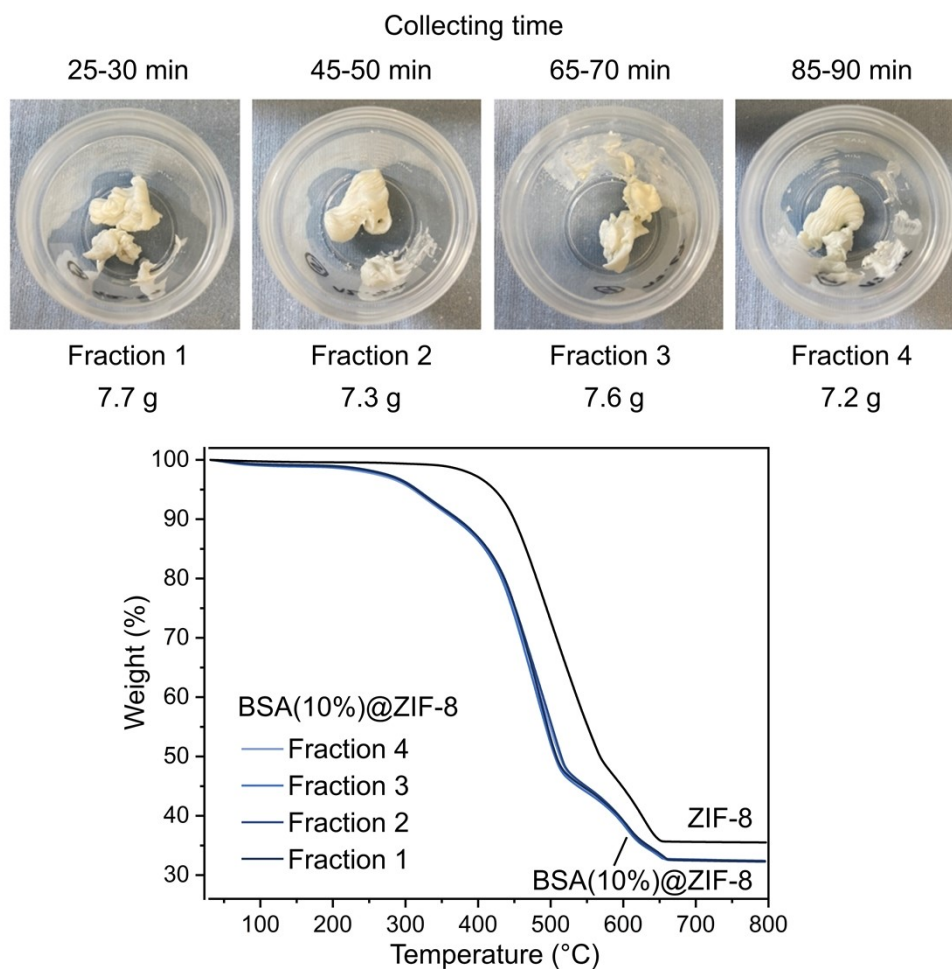 Collecting time
25-30 min 45-50 min 65-70 min 85-90 min
Fraction 1 Fraction 2 Fraction 3 Fraction 4
7.7 g 7.3 g 7.6 g 7.2 g
100
90
80
70
60
50
40
30
Weight (%)
BSA(10%)@ZIF-8
Fraction 4
Fraction 3
Fraction 2
Fraction 1
ZIF-8
BSA(10%)@ZIF-8
100 200 300 400 500 600 700 800
Temperature (°C)